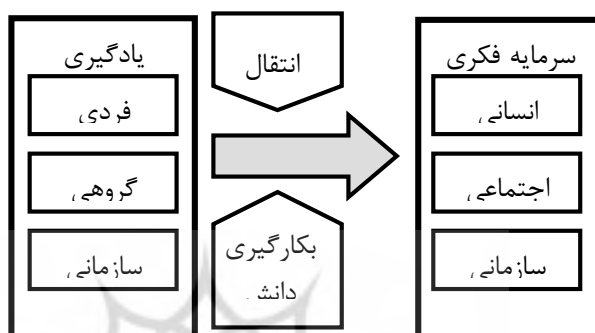 یادگیری
فردی
گروهی
سازمانی
انتقال
بکارگیری
دانش
سرمایه فکری
انسانی
اجتماعی
سازمانی